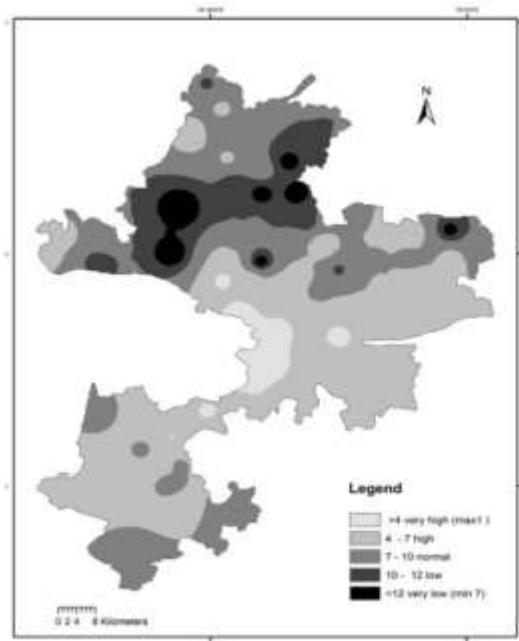 N
Legend
>4 very high (max1 )
4 - 7 high
7 - 10 normal
10 - 12 low
<12 very low (min 7)
0 2 4 8 Kilometers